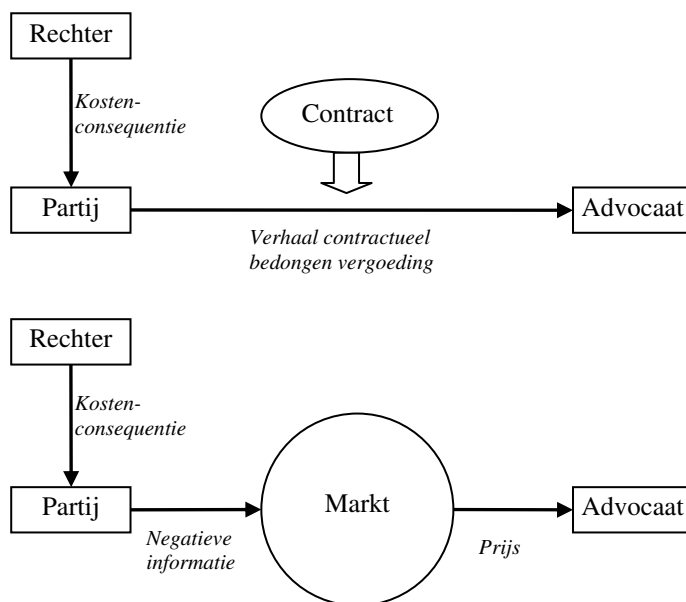 Rechter
Kosten-
consequentie
Contract
Partij
Advocaat
Verhaal contractueel
bedongen vergoeding
Rechter
Kosten-
consequentie
Partij
Markt
Advocaat
Negatieve
informatie
Prijs